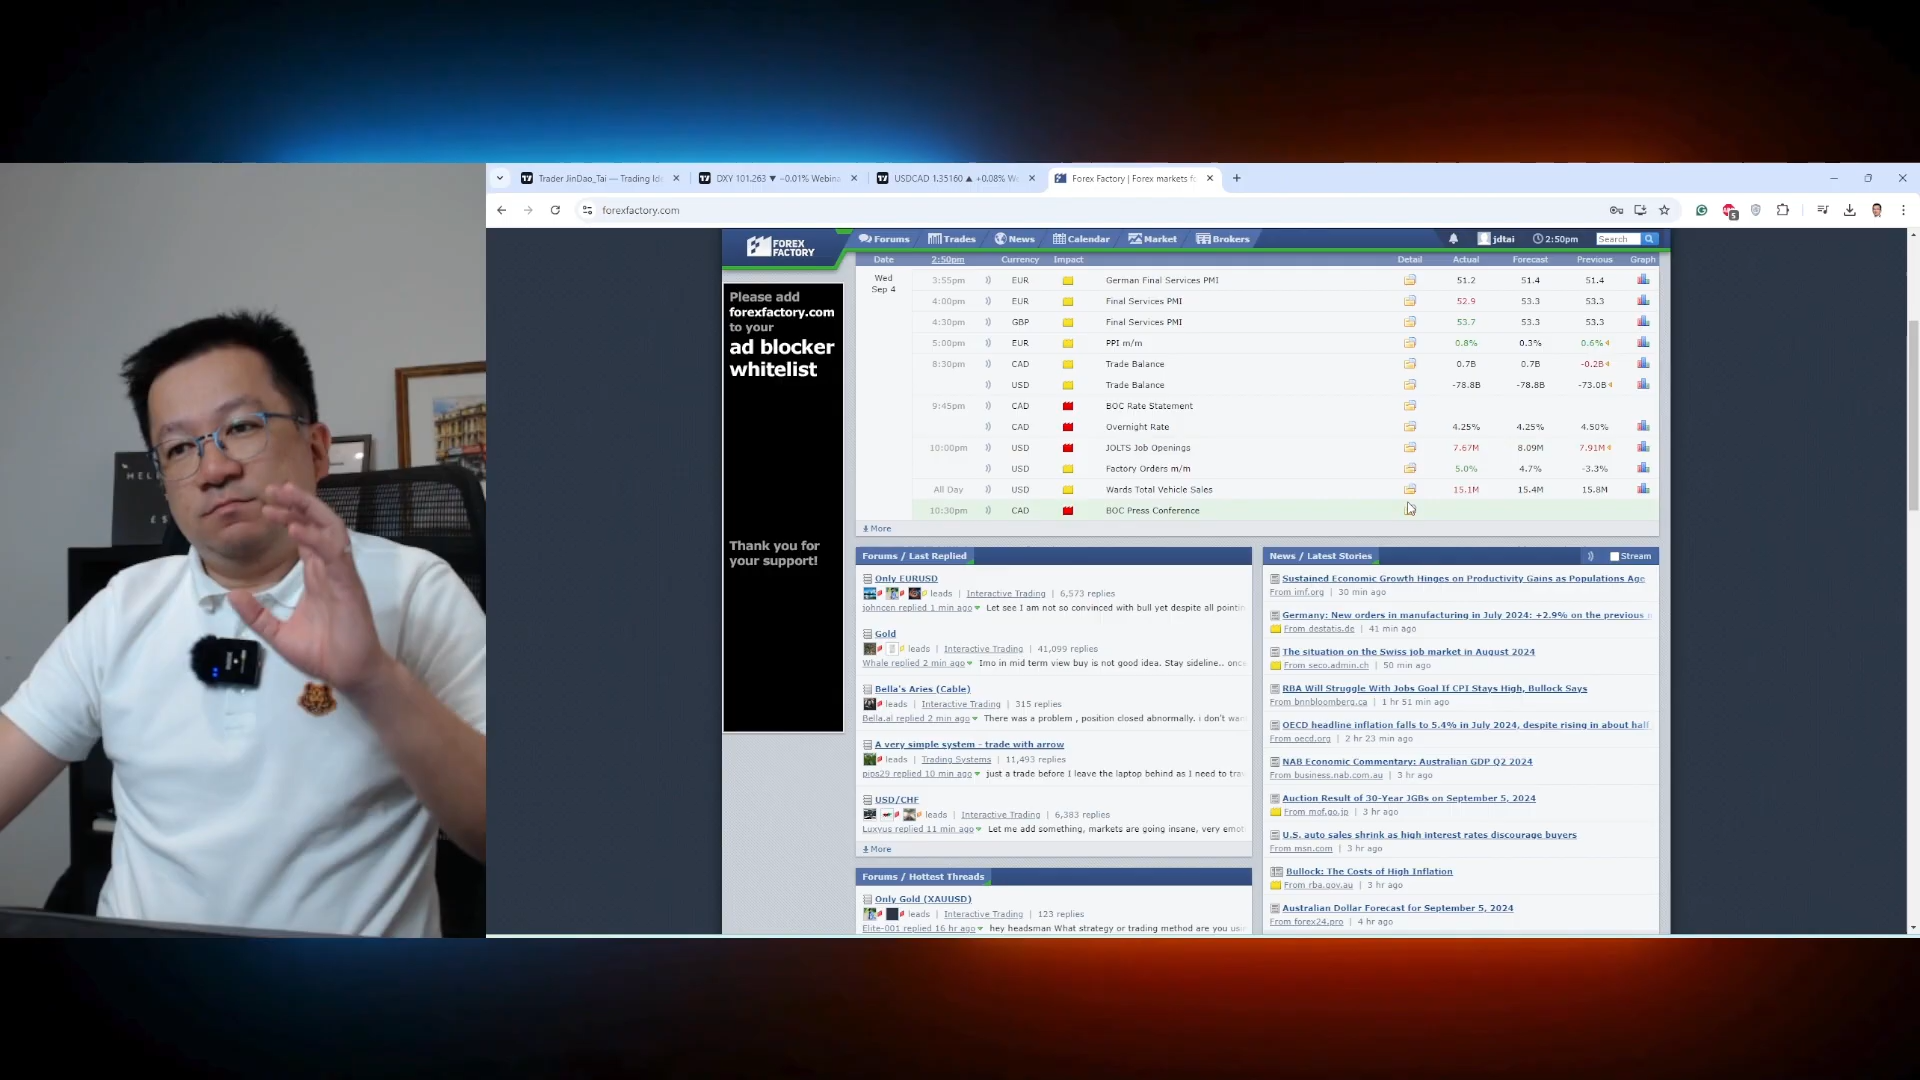 Trader JinDao_Tai — Trading Id
DXY 101.263 ▼ −0.01% Webina
USDCAD 1.35160 ▲ +0.08% W
Forex Factory | Forex markets fo
forexfactory.com
FOREX FACTORY
Forums Trades News Calendar Market Brokers jdtai 2:50pm Search
Date 2:50pm Currency Impact Detail Actual Forecast Previous Graph
Wed
Sep 4
3:55pm EUR German Final Services PMI 51.2 51.4 51.4
4:00pm EUR Final Services PMI 52.9 53.3 53.3
4:30pm GBP Final Services PMI 53.7 53.3 53.3
5:00pm EUR PPI m/m 0.8% 0.3% 0.6%
8:30pm CAD Trade Balance 0.7B 0.7B -0.2B
USD Trade Balance -78.8B -78.8B -73.0B
9:45pm CAD BOC Rate Statement
CAD Overnight Rate 4.25% 4.25% 4.50%
10:00pm USD JOLTS Job Openings 7.67M 8.09M 7.91M
USD Factory Orders m/m 5.0% 4.7% -3.3%
All Day USD Wards Total Vehicle Sales 15.1M 15.4M 15.8M
10:30pm CAD BOC Press Conference
More
Please add
forexfactory.com
to your
ad blocker
whitelist
Thank you for
your support!
Forums / Last Replied
Only EURUSD
leads | Interactive Trading | 6,573 replies
johncen replied 1 min ago Let see I am not so convinced with bull yet despite all pointin
Gold
leads | Interactive Trading | 41,099 replies
Whale replied 2 min ago Imo in mid term view buy is not good idea. Stay sideline.. onc
Bella's Aries (Cable)
leads | Interactive Trading | 315 replies
Bella.al replied 2 min ago There was a problem , position closed abnormally. i don't wa
A very simple system - trade with arrow
leads | Trading Systems | 11,493 replies
pips29 replied 10 min ago just a trade before I leave the laptop behind as I need to tra
USD/CHF
leads | Interactive Trading | 6,383 replies
Luxvus replied 11 min ago Let me add something, markets are going insane, very emot
More
Forums / Hottest Threads
Only Gold (XAUUSD)
leads | Interactive Trading | 123 replies
Elite-001 replied 16 hr ago hey headsman What strategy or trading method are you us
News / Latest Stories Stream
Sustained Economic Growth Hinges on Productivity Gains as Populations Age
From imf.org | 30 min ago
Germany: New orders in manufacturing in July 2024: +2.9% on the previous
From destatis.de | 41 min ago
The situation on the Swiss job market in August 2024
From seco.admin.ch | 50 min ago
RBA Will Struggle With Jobs Goal If CPI Stays High, Bullock Says
From bnnbloomberg.ca | 1 hr 51 min ago
OECD headline inflation falls to 5.4% in July 2024, despite rising in about half
From oecd.org | 2 hr 23 min ago
NAB Economic Commentary: Australian GDP Q2 2024
From business.nab.com.au | 3 hr ago
Auction Result of 30-Year JGBs on September 5, 2024
From mof.go.jp | 3 hr ago
U.S. auto sales shrink as high interest rates discourage buyers
From msn.com | 3 hr ago
Bullock: The Costs of High Inflation
From rba.gov.au | 3 hr ago
Australian Dollar Forecast for September 5, 2024
From forex24.pro | 4 hr ago